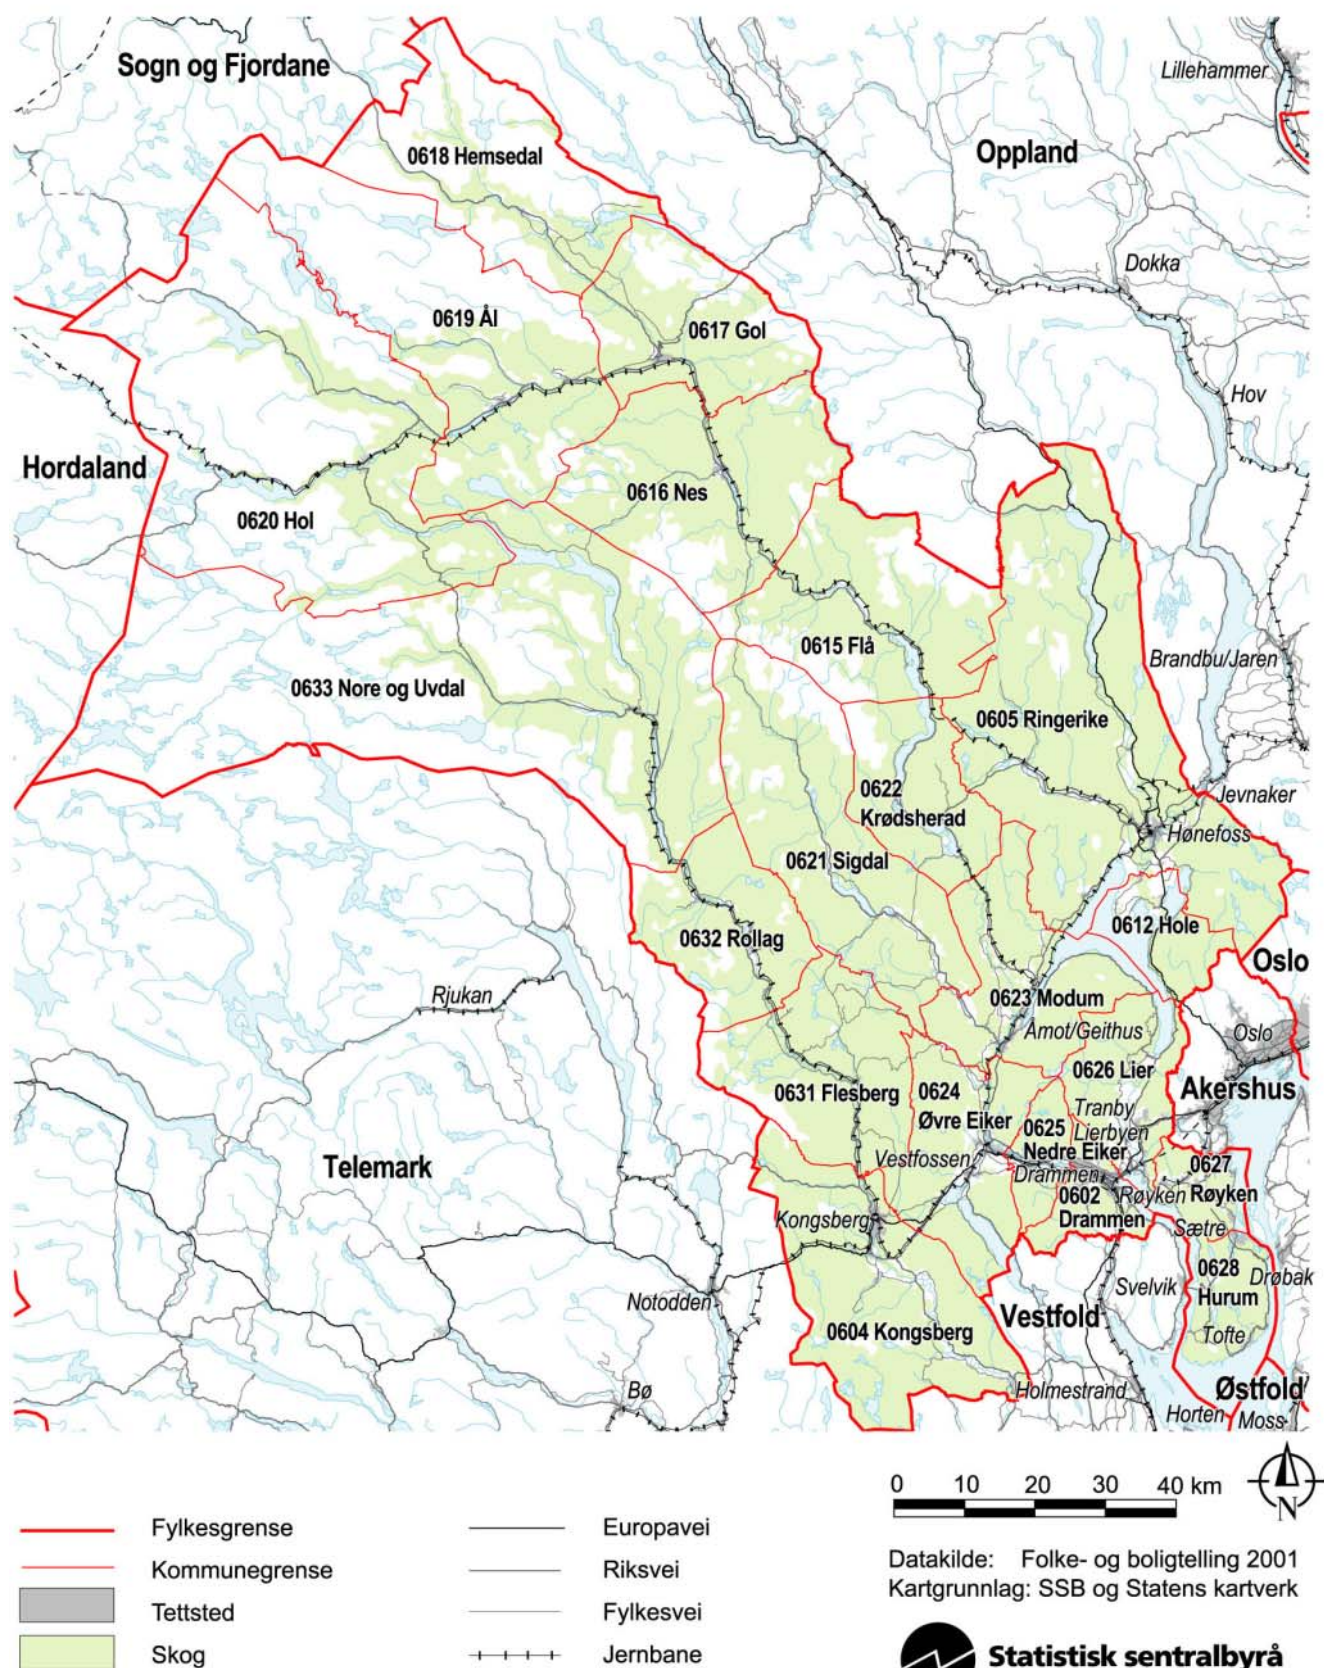 Sogn og Fjordane
Lillehammer
Oppland
0618 Hemsedal
Dokka
0619 Ål
0617 Gol
Hov
Hordaland
0616 Nes
0620 Hol
0615 Flå
Brandbu/Jaren
0633 Nore og Uvdal
0605 Ringerike
0622
Krødsherad
Jevnaker
Hønefoss
0621 Sigdal
0612 Hole
0632 Rollag
Oslo
Rjukan
0623 Modum
Åmot/Geithus
Oslo
0626 Lier
Akershus
0631 Flesberg
0624
Øvre Eiker
Tranby
Lierbyen
0625
Nedre Eiker
Telemark
Vestfossen
Drammen
0627
Røyken
0602
Drammen
Røyken
Kongsberg
Sætre
0628
Hurum
Drøbak
Svelvik
Notodden
Vestfold
0604 Kongsberg
Tofte
Bø
Holmestrand
Østfold
Horten
Moss
0 10 20 30 40 km
N
Fylkesgrense
Kommunegrense
Tettsted
Skog
Europavei
Riksvei
Fylkesvei
Jernbane
Datakilde: Folke- og boligtelling 2001
Kartgrunnlag: SSB og Statens kartverk
Statistisk sentralbyrå